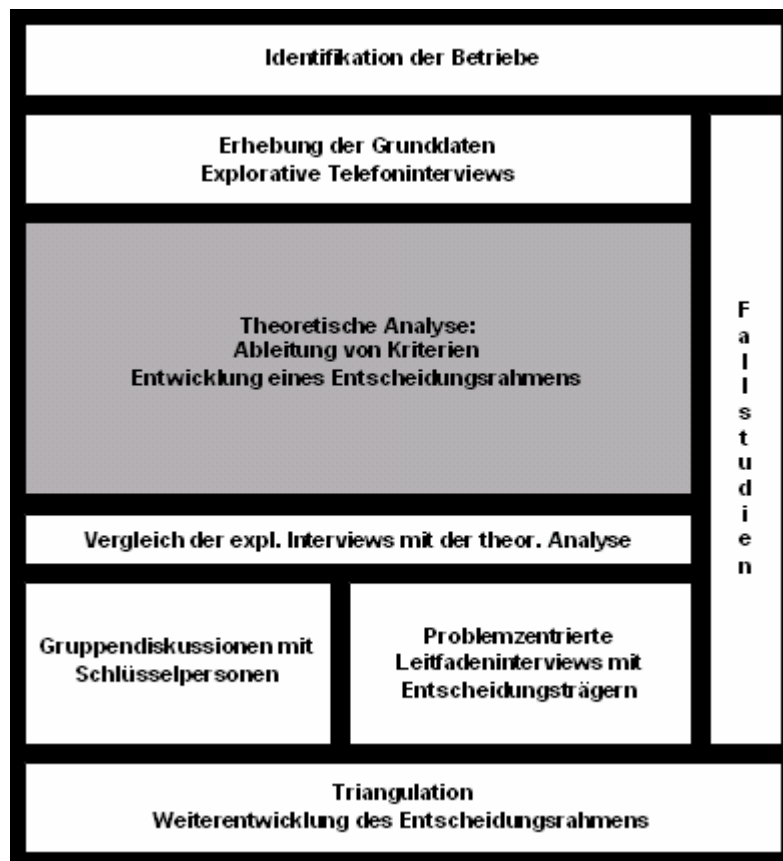 Identifikation der Betriebe
Erhebung der Grunddaten
Explorative Telefoninterviews
Theoretische Analyse:
Ableitung von Kriterien
Entwicklung eines Entscheidungsrahmens
Fallstudien
Vergleich der expl. Interviews mit der theor. Analyse
Gruppendiskussionen mit
Schlüsselpersonen
Problemzentrierte
Leitfadeninterviews mit
Entscheidungsträgern
Triangulation
Weiterentwicklung des Entscheidungsrahmens